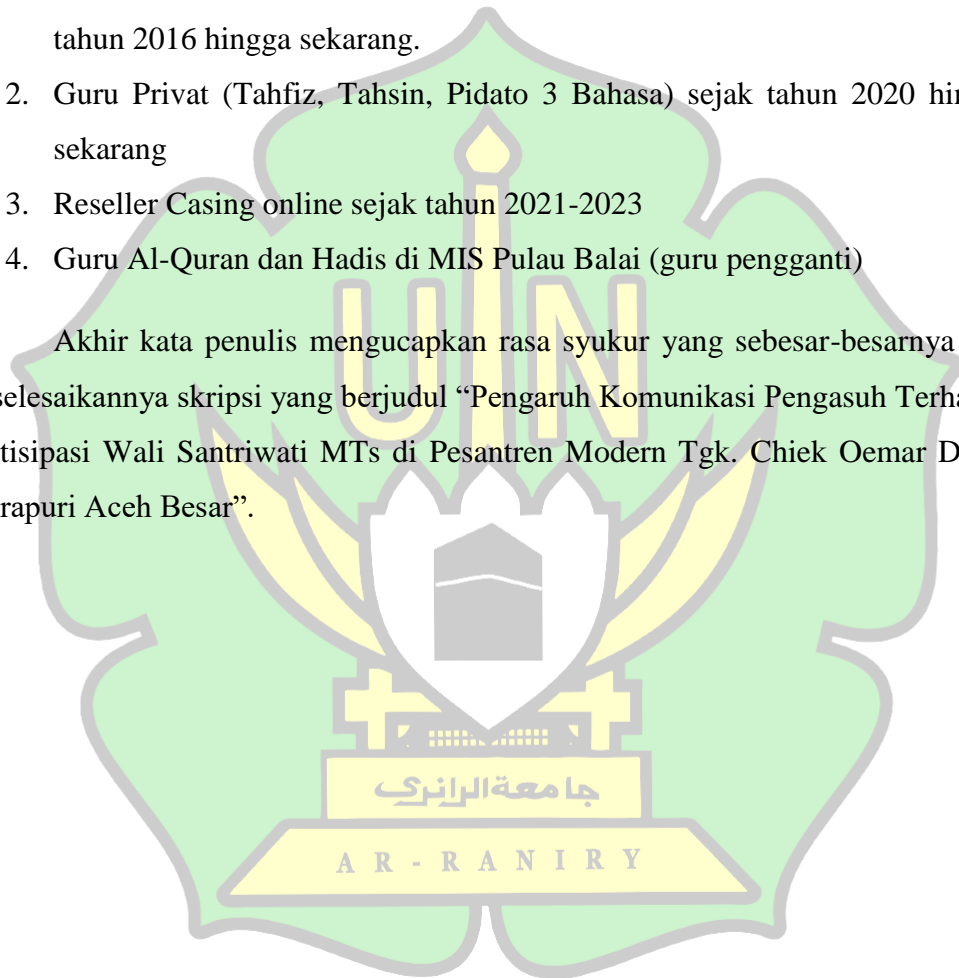 tahun 2016 hingga sekarang.
2. Guru Privat (Tahfiz, Tahsin, Pidato 3 Bahasa) sejak tahun 2020
sekarang
3. Reseller Casing online sejak tahun 2021-2023
4. Guru Al-Quran dan Hadis di MIS Pulau Balai (guru pengganti)
Akhir kata penulis mengucapkan rasa syukur yang sebesar-besarnya
selesaikannya skripsi yang berjudul “Pengaruh Komunikasi Pengasuh
tisipasi Wali Santriwati MTs di Pesantren Modern Tgk. Chiek Oemar
rapuri Aceh Besar”.
UIN
جامعة الرانري
AR-RANIRY